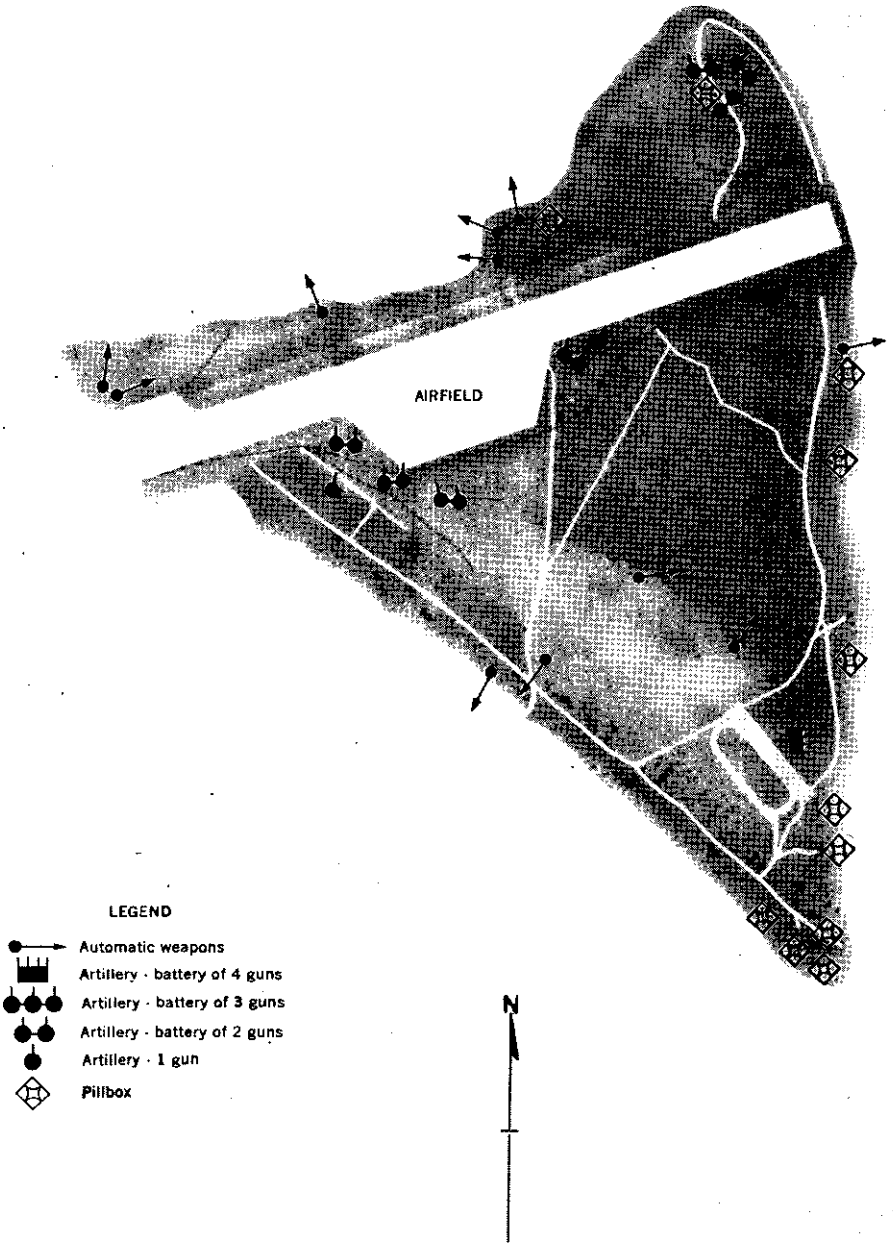 AIRFIELD
LEGEND
Automatic weapons
Artillery - battery of 4 guns
Artillery - battery of 3 guns
Artillery - battery of 2 guns
Artillery - 1 gun
Pillbox
N